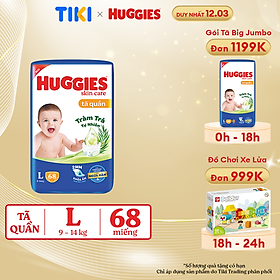 TIKI × HUGGIES
DUY NHẤT 12.03
Gói Tã Big Jumbo
Đơn 1199K
HUGGIES
skin care
tã quần
Tràm Trà
Tự Nhiên
L 68
0h - 18h
Đồ Chơi Xe Lửa
Đơn 999K
TÃ QUẦN
L
9 - 14 kg
68
miếng
18h - 24h
*Số lượng quà tặng có hạn
Chỉ áp dụng sản phẩm do Tiki Trading phân phối